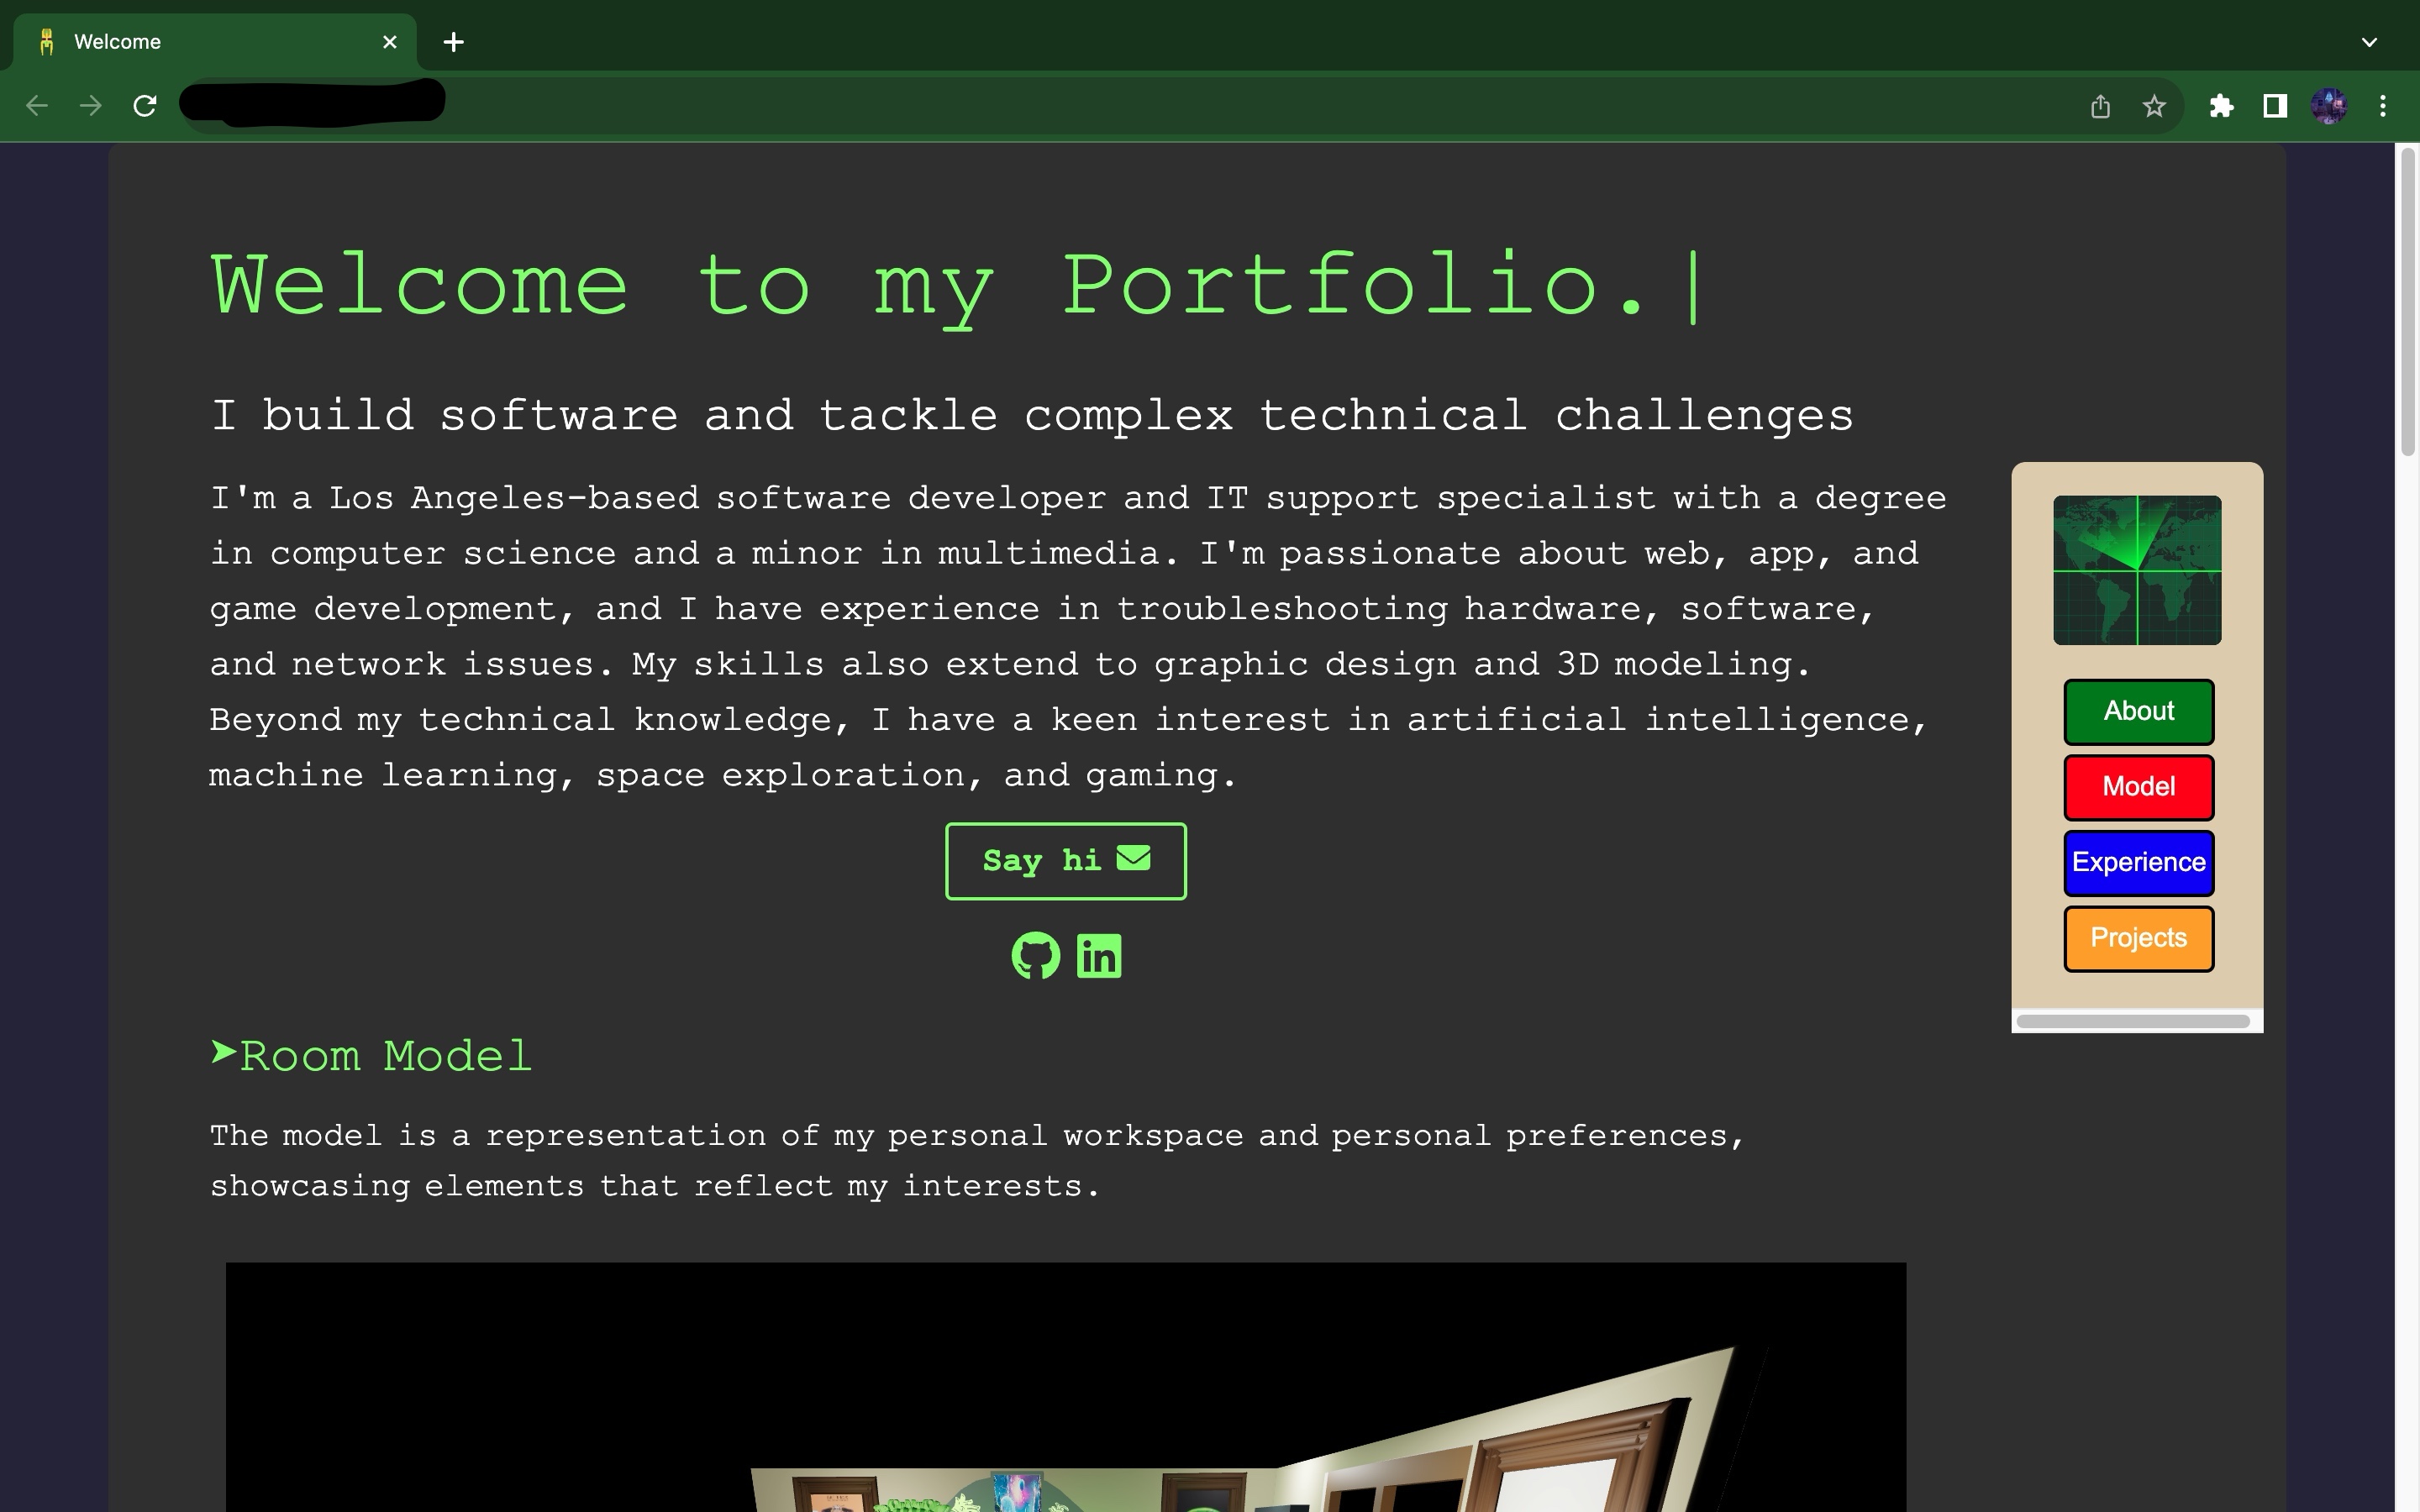 Welcome
Welcome to my Portfolio.|
I build software and tackle complex technical challenges
I'm a Los Angeles-based software developer and IT support specialist with a degree
in computer science and a minor in multimedia. I'm passionate about web, app, and
game development, and I have experience in troubleshooting hardware, software,
and network issues. My skills also extend to graphic design and 3D modeling.
Beyond my technical knowledge, I have a keen interest in artificial intelligence,
machine learning, space exploration, and gaming.
Say hi
in
About
Model
Experience
Projects
➤Room Model
The model is a representation of my personal workspace and personal preferences,
showcasing elements that reflect my interests.